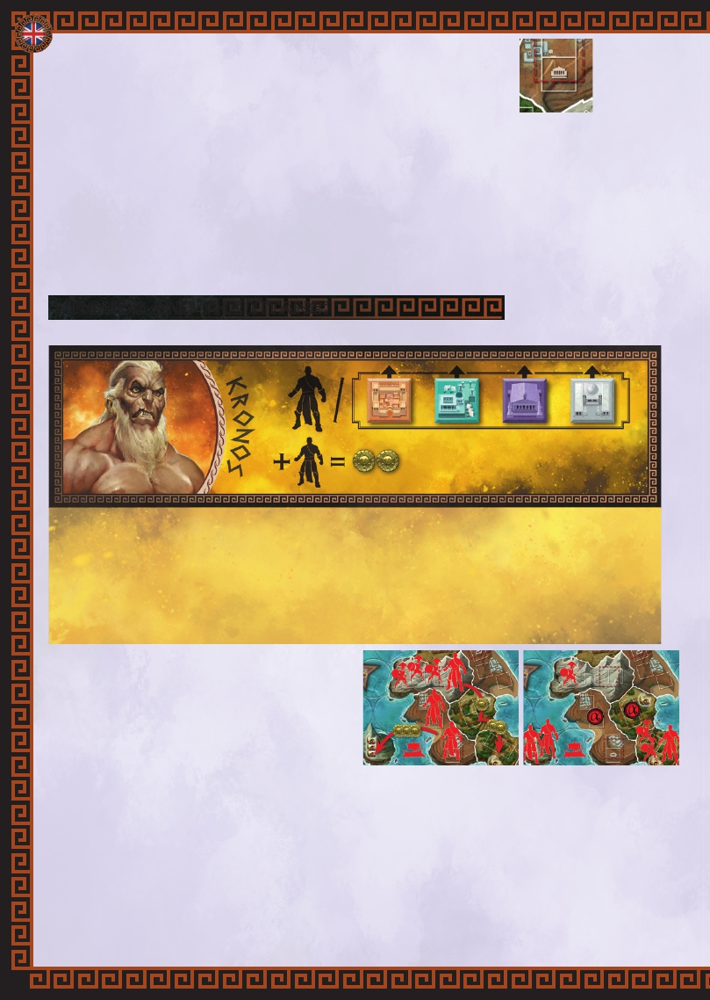 KRONOS
+ =